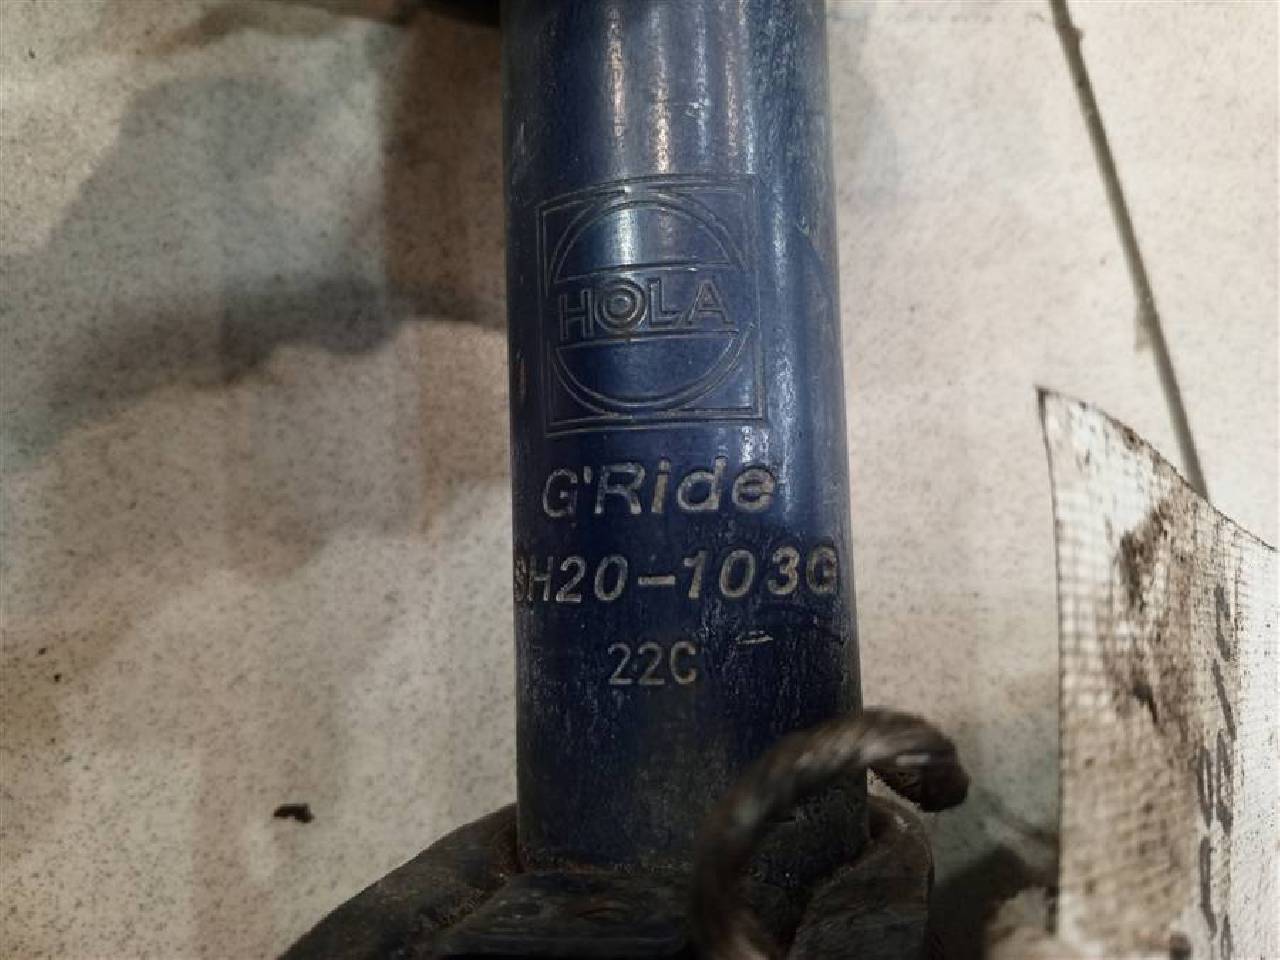 HOLA
G'Ride
SH20-103G
22C